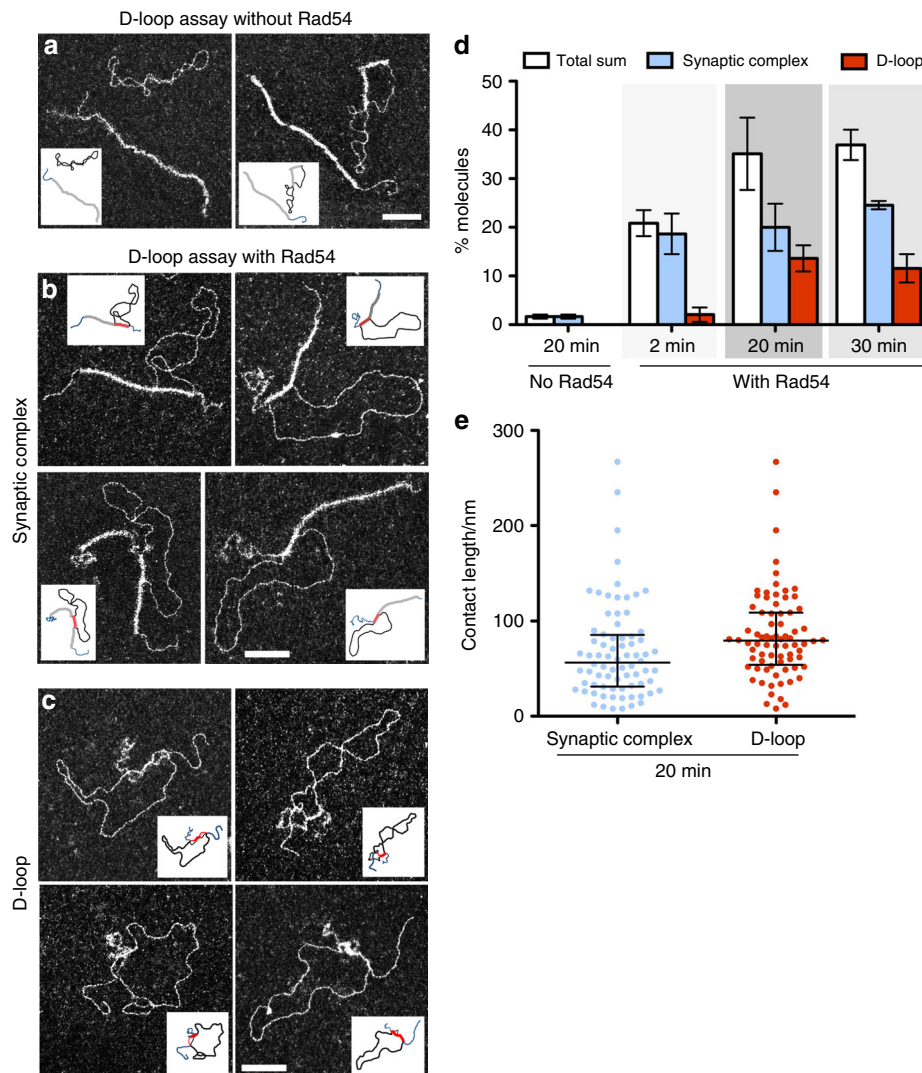 D-loop assay without Rad54
a
D-loop assay with Rad54
b
Synaptic complex
c
D-loop
d
Total sum
Synaptic complex
D-loop
% molecules
50
40
30
20
10
0
20 min
2 min
20 min
30 min
No Rad54
With Rad54
e
Contact length/nm
300
200
100
0
Synaptic complex
D-loop
20 min